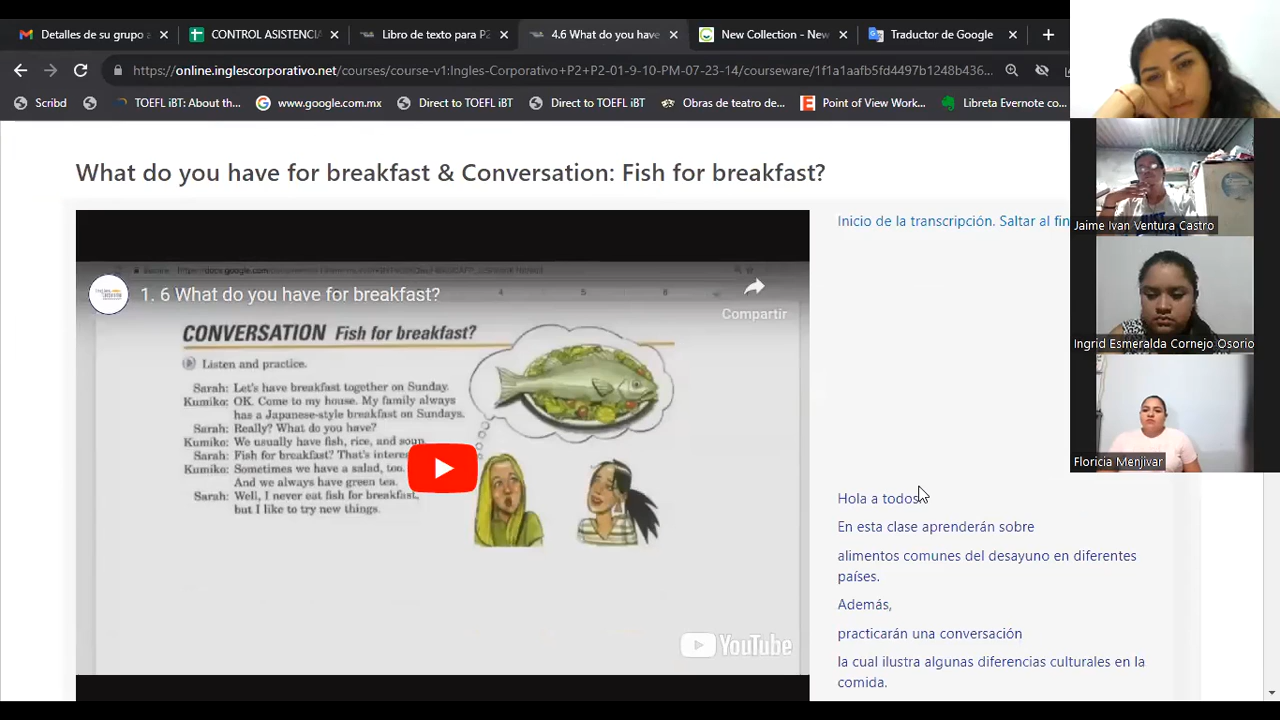 Detalles de su grupo
CONTROL ASISTENCI
Libro de texto para P2
4.6 What do you have
New Collection - New
Traductor de Google
https://online.inglescorporativo.net/courses/course-v1:Ingles-Corporativo+P2+P2-01-9-10-PM-07-23-14/courseware/1f1a1aafb5fd4497b1248b436...
Scribd
TOEFL iBT: About th...
www.google.com.mx
Direct to TOEFL iBT
Direct to TOEFL iBT
Obras de teatro de...
Point of View Work...
Libreta Evernote co...
What do you have for breakfast & Conversation: Fish for breakfast?
1. 6 What do you have for breakfast?
Compartir
CONVERSATION Fish for breakfast?
Listen and practice.
Sarah: Let's have breakfast together on Sunday.
Kumiko: OK. Come to my house. My family always
has a Japanese-style breakfast on Sundays.
Sarah: Really? What do you have?
Kumiko: We usually have fish, rice, and soup.
Sarah: Fish for breakfast? That's interes
Kumiko: Sometimes we have a salad, too.
And we always have green tea.
Sarah: Well, I never eat fish for breakfast,
but I like to try new things.
YouTube
Inicio de la transcripción. Saltar al fin
Hola a todos
En esta clase aprenderán sobre
alimentos comunes del desayuno en diferentes
países.
Además,
practicarán una conversación
la cual ilustra algunas diferencias culturales en la
comida.
Jaime Ivan Ventura Castro
Ingrid Esmeralda Cornejo Osorio
Floricia Menjivar